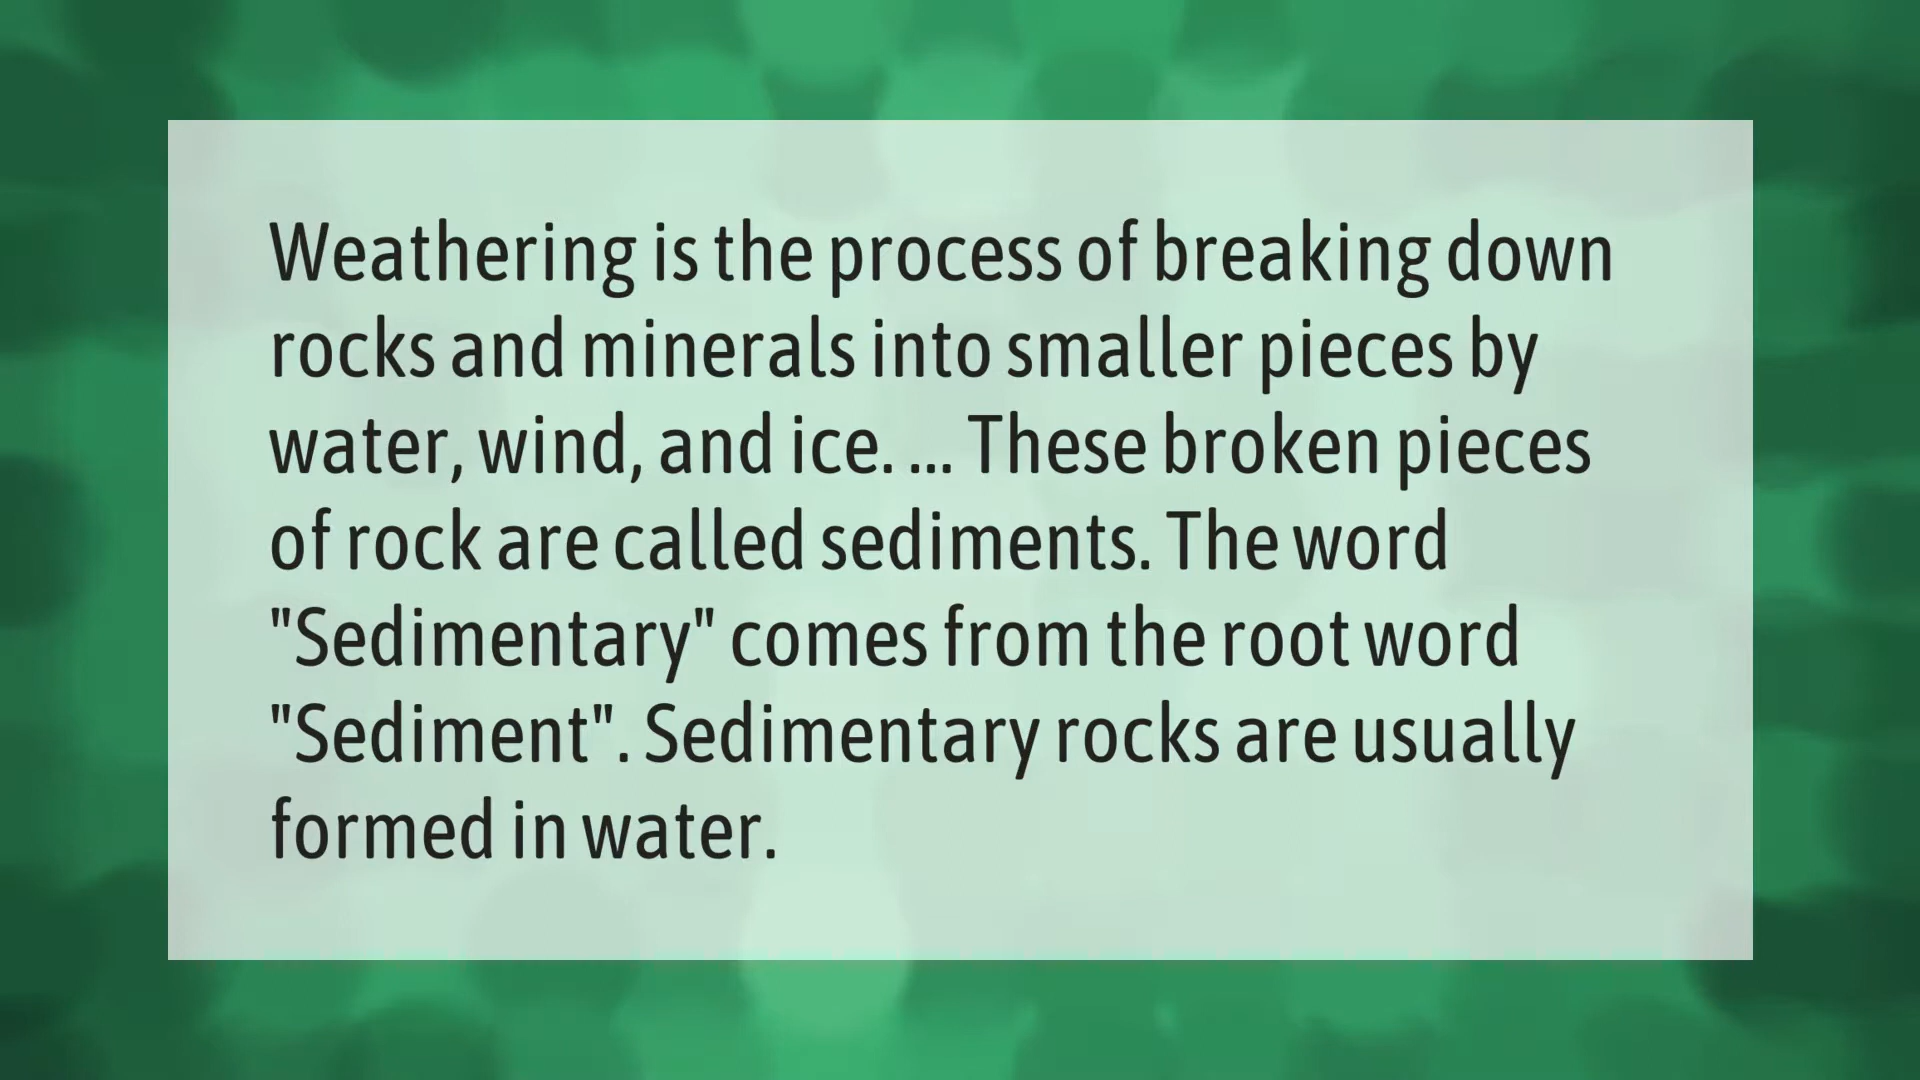 Weathering is the process of breaking down
rocks and minerals into smaller pieces by
water, wind, and ice. ... These broken pieces
of rock are called sediments. The word
"Sedimentary" comes from the root word
"Sediment". Sedimentary rocks are usually
formed in water.